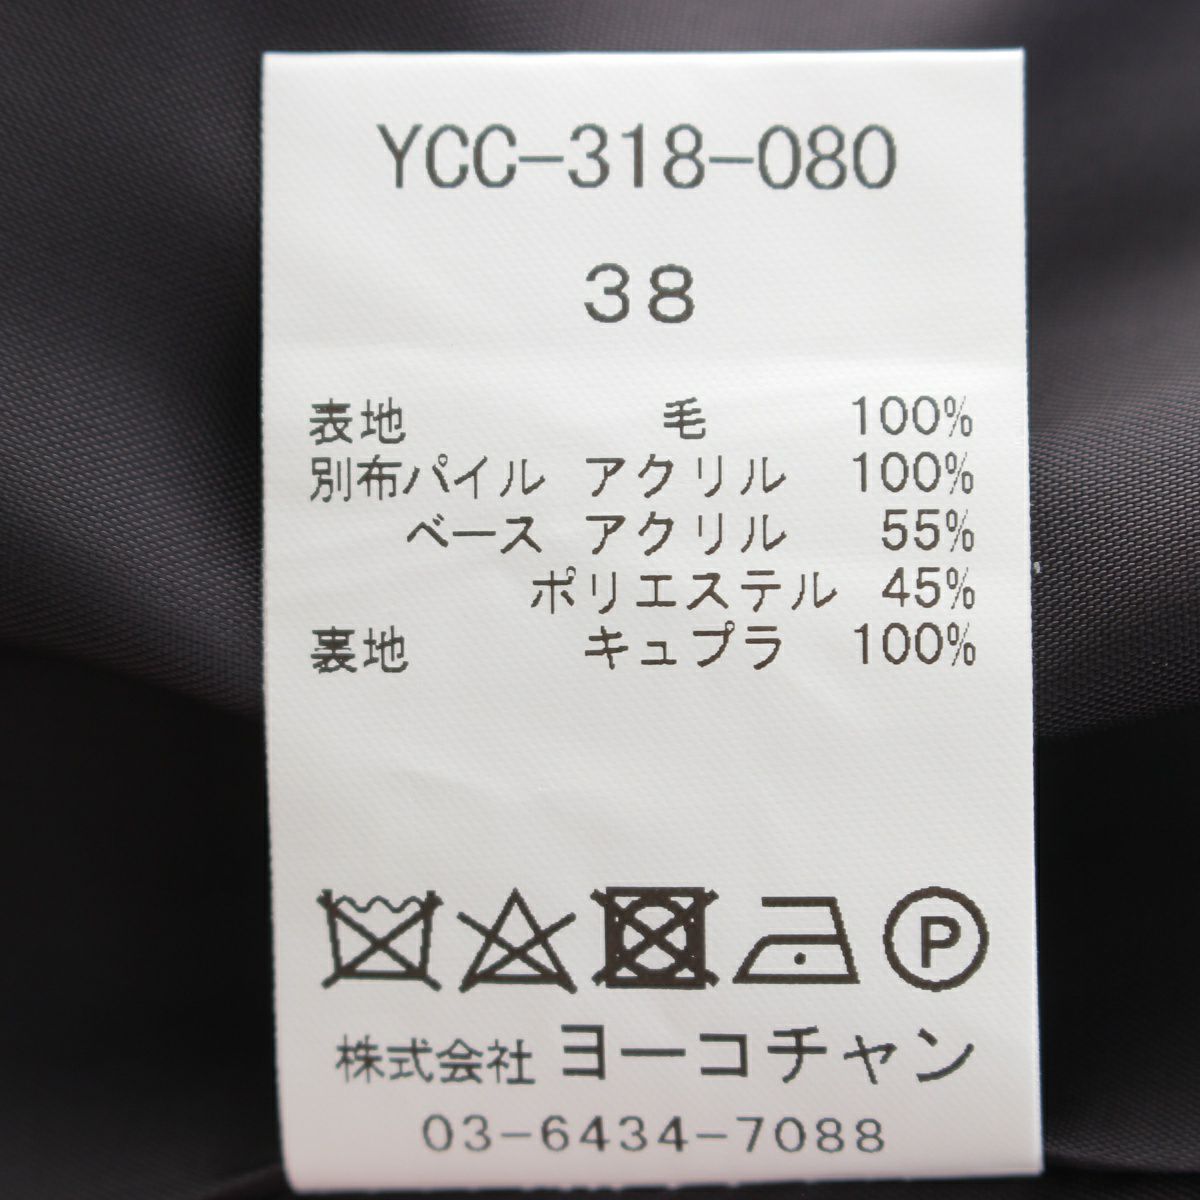 YCC-318-080
38
表地 毛 100%
別布パイル アクリル 100%
ベース アクリル 55%
ポリエステル 45%
裏地 キュプラ 100%
P
株式会社 ヨーコチャン
03-6434-7088